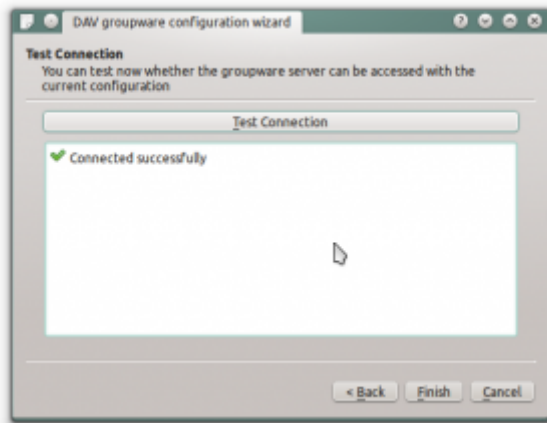 DAV groupware configuration wizard
Test Connection
You can test now whether the groupware server can be accessed with the
current configuration
Test Connection
Connected successfully
< Back
Finish
Cancel